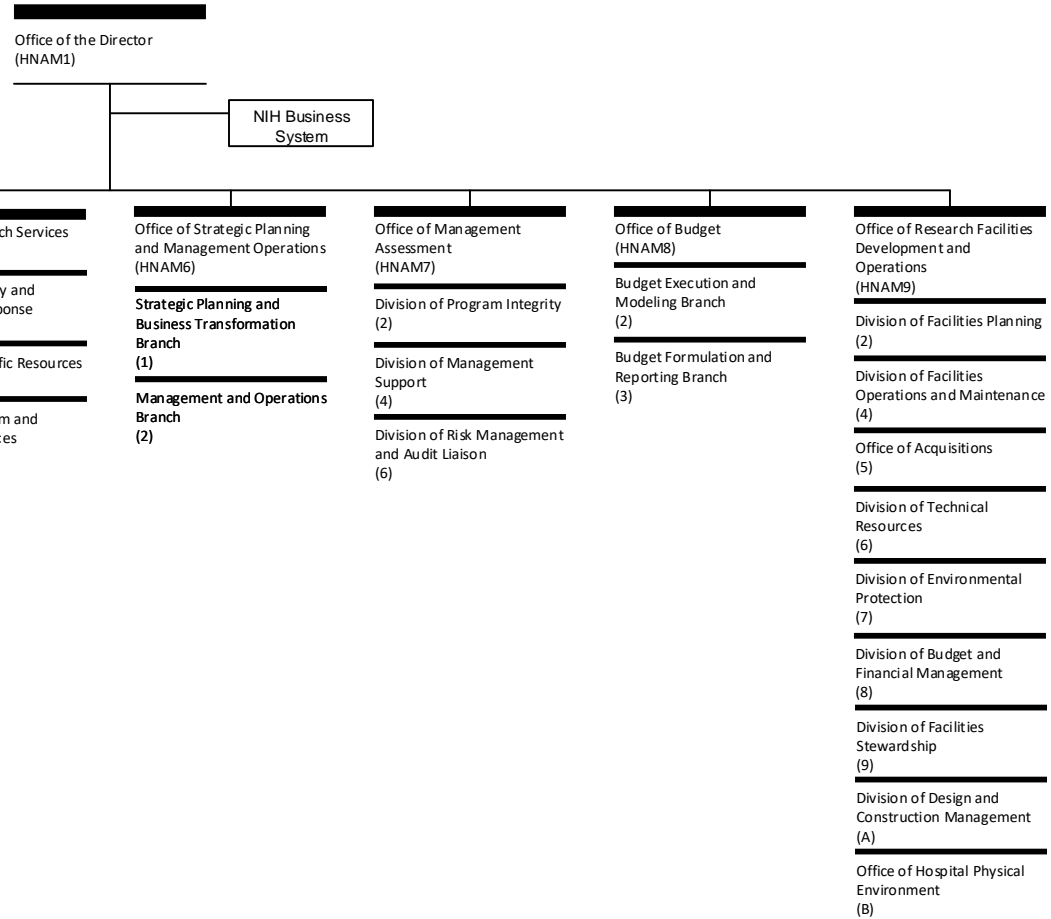 Office of the Director
(HNAM1)
NIH Business
System
Services
and
Resources
and
Office of Strategic Planning
and Management Operations
(HNAM6)
Strategic Planning and
Business Transformation
Branch
(1)
Management and Operations
Branch
(2)
Office of Management
Assessment
(HNAM7)
Division of Program Integrity
(2)
Division of Management
Support
(4)
Division of Risk Management
and Audit Liaison
(6)
Office of Budget
(HNAM8)
Budget Execution and
Modeling Branch
(2)
Budget Formulation and
Reporting Branch
(3)
Office of Research Facilities
Development and
Operations
(HNAM9)
Division of Facilities Planning
(2)
Division of Facilities
Operations and Maintenance
(4)
Office of Acquisitions
(5)
Division of Technical
Resources
(6)
Division of Environmental
Protection
(7)
Division of Budget and
Financial Management
(8)
Division of Facilities
Stewardship
(9)
Division of Design and
Construction Management
(A)
Office of Hospital Physical
Environment
(B)